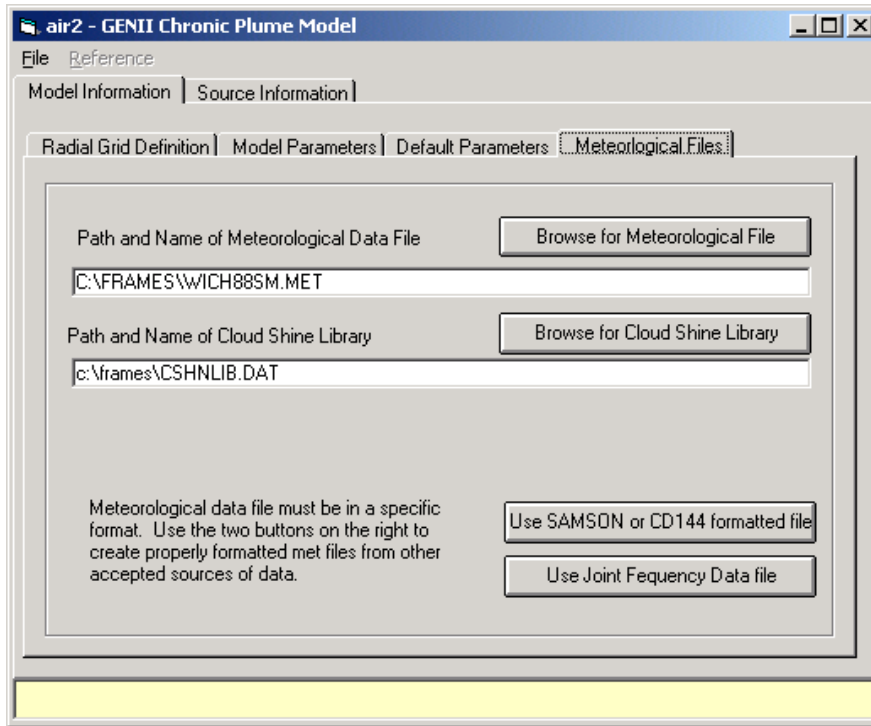 air2 - GENII Chronic Plume Model
File Reference
Model Information Source Information
Radial Grid Definition Model Parameters Default Parameters Meteorlogical Files
Path and Name of Meteorological Data File Browse for Meteorological File
C:\FRAMES\WICH88SM.MET
Path and Name of Cloud Shine Library Browse for Cloud Shine Library
c:\frames\CSHNLIB.DAT
Meteorological data file must be in a specific
format. Use the two buttons on the right to
create properly formatted met files from other
accepted sources of data.
Use SAMSON or CD144 formatted file
Use Joint Fequency Data file